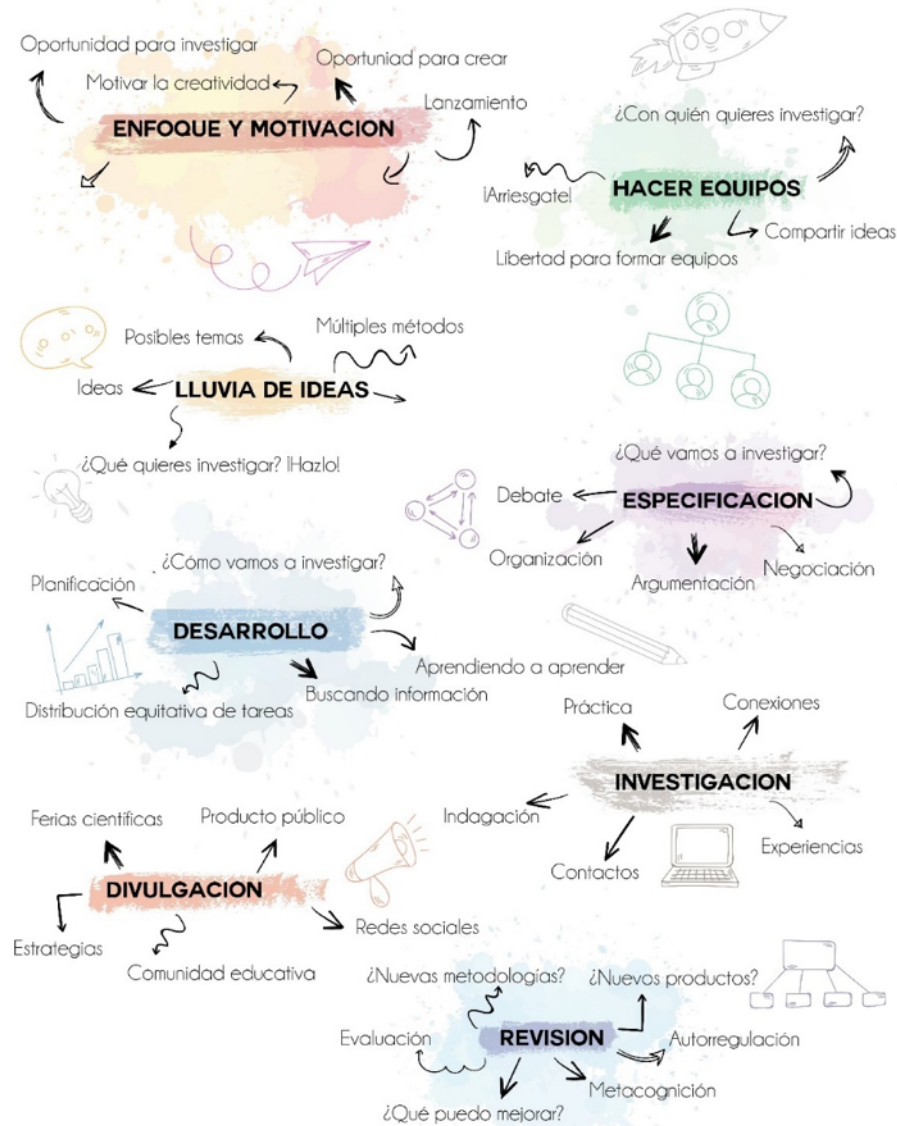 Oportunidad para investigar
Oportuniad para crear
Motivar la creatividad
Lanzamiento
ENFOQUE Y MOTIVACION
¿Con quién quieres investigar?
HACER EQUIPOS
¡Arriesgate!
Compartir ideas
Libertad para formar equipos
Múltiples métodos
Posibles temas
Ideas
LLUVIA DE IDEAS
¿Qué quieres investigar? ¡Hazlo!
¿Qué vamos a investigar?
Debate
ESPECIFICACION
Organización
Negociación
Argumentación
¿Cómo vamos a investigar?
Planificación
DESARROLLO
Aprendiendo a aprender
Buscando información
Distribución equitativa de tareas
Práctica
Conexiones
INVESTIGACION
Indagación
Experiencias
Contactos
Ferias científicas
Producto público
DIVULGACION
Redes sociales
Estrategias
Comunidad educativa
¿Nuevas metodologías?
¿Nuevos productos?
Evaluación
REVISION
Autorregulación
Metacognición
¿Qué puedo mejorar?